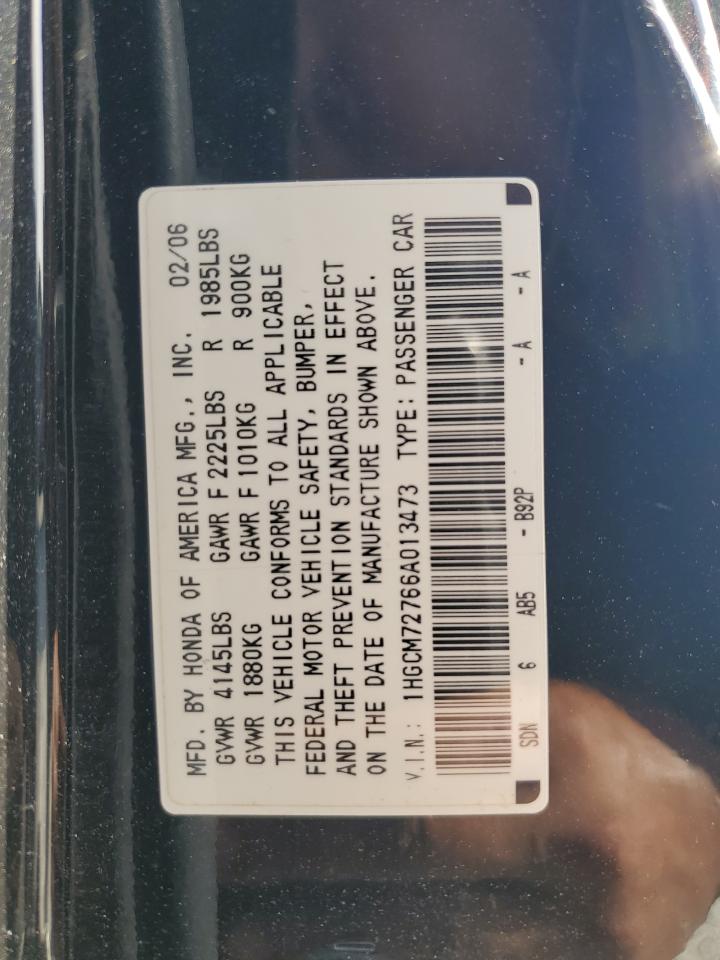 MFD. BY HONDA OF AMERICA MFG., INC. 02/06
GVWR 4145LBS GAWR F 2225LBS R 1985LBS
GVWR 1880KG GAWR F 1010KG R 900KG
THIS VEHICLE CONFORMS TO ALL APPLICABLE
FEDERAL MOTOR VEHICLE SAFETY, BUMPER,
AND THEFT PREVENTION STANDARDS IN EFFECT
ON THE DATE OF MANUFACTURE SHOWN ABOVE.
V.I.N.: 1HGCM72766A013473 TYPE: PASSENGER CAR
SDN 6 AB5 - B92P - A - A